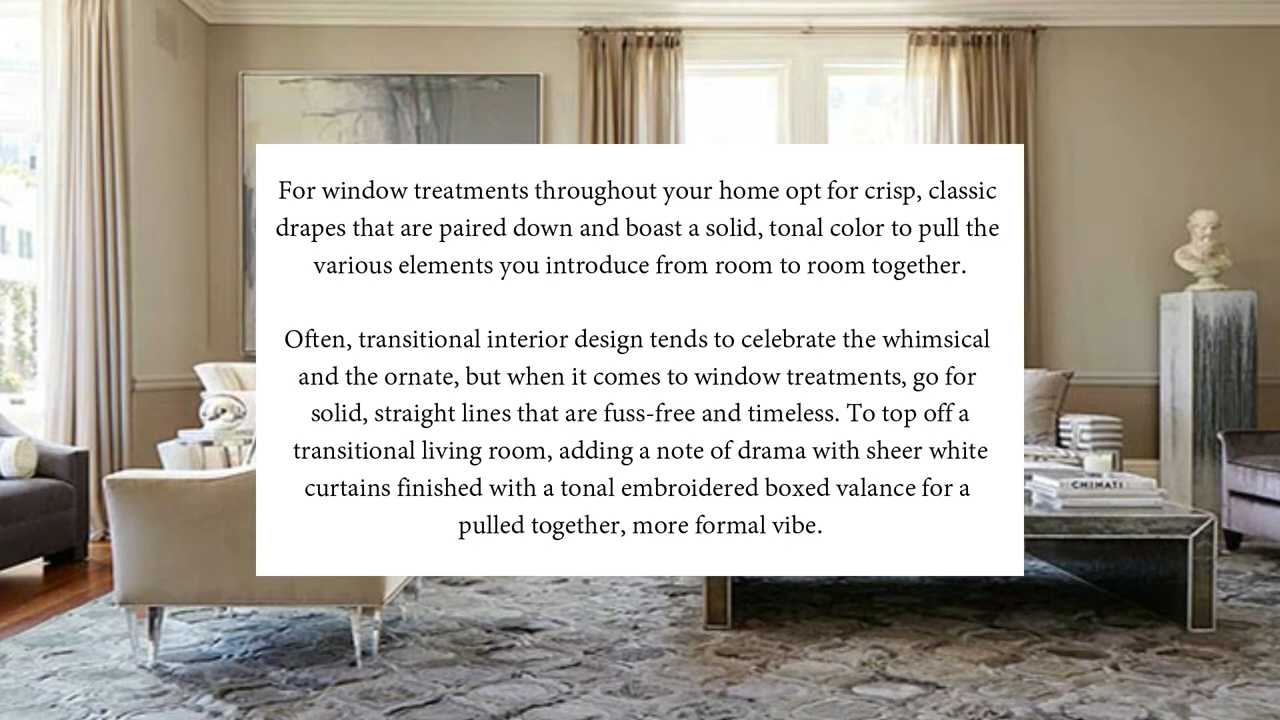 For window treatments throughout your home opt for crisp, classic
drapes that are paired down and boast a solid, tonal color to pull the
various elements you introduce from room to room together.
Often, transitional interior design tends to celebrate the whimsical
and the ornate, but when it comes to window treatments, go for
solid, straight lines that are fuss-free and timeless. To top off a
transitional living room, adding a note of drama with sheer white
curtains finished with a tonal embroidered boxed valance for a
pulled together, more formal vibe.
CHINATI